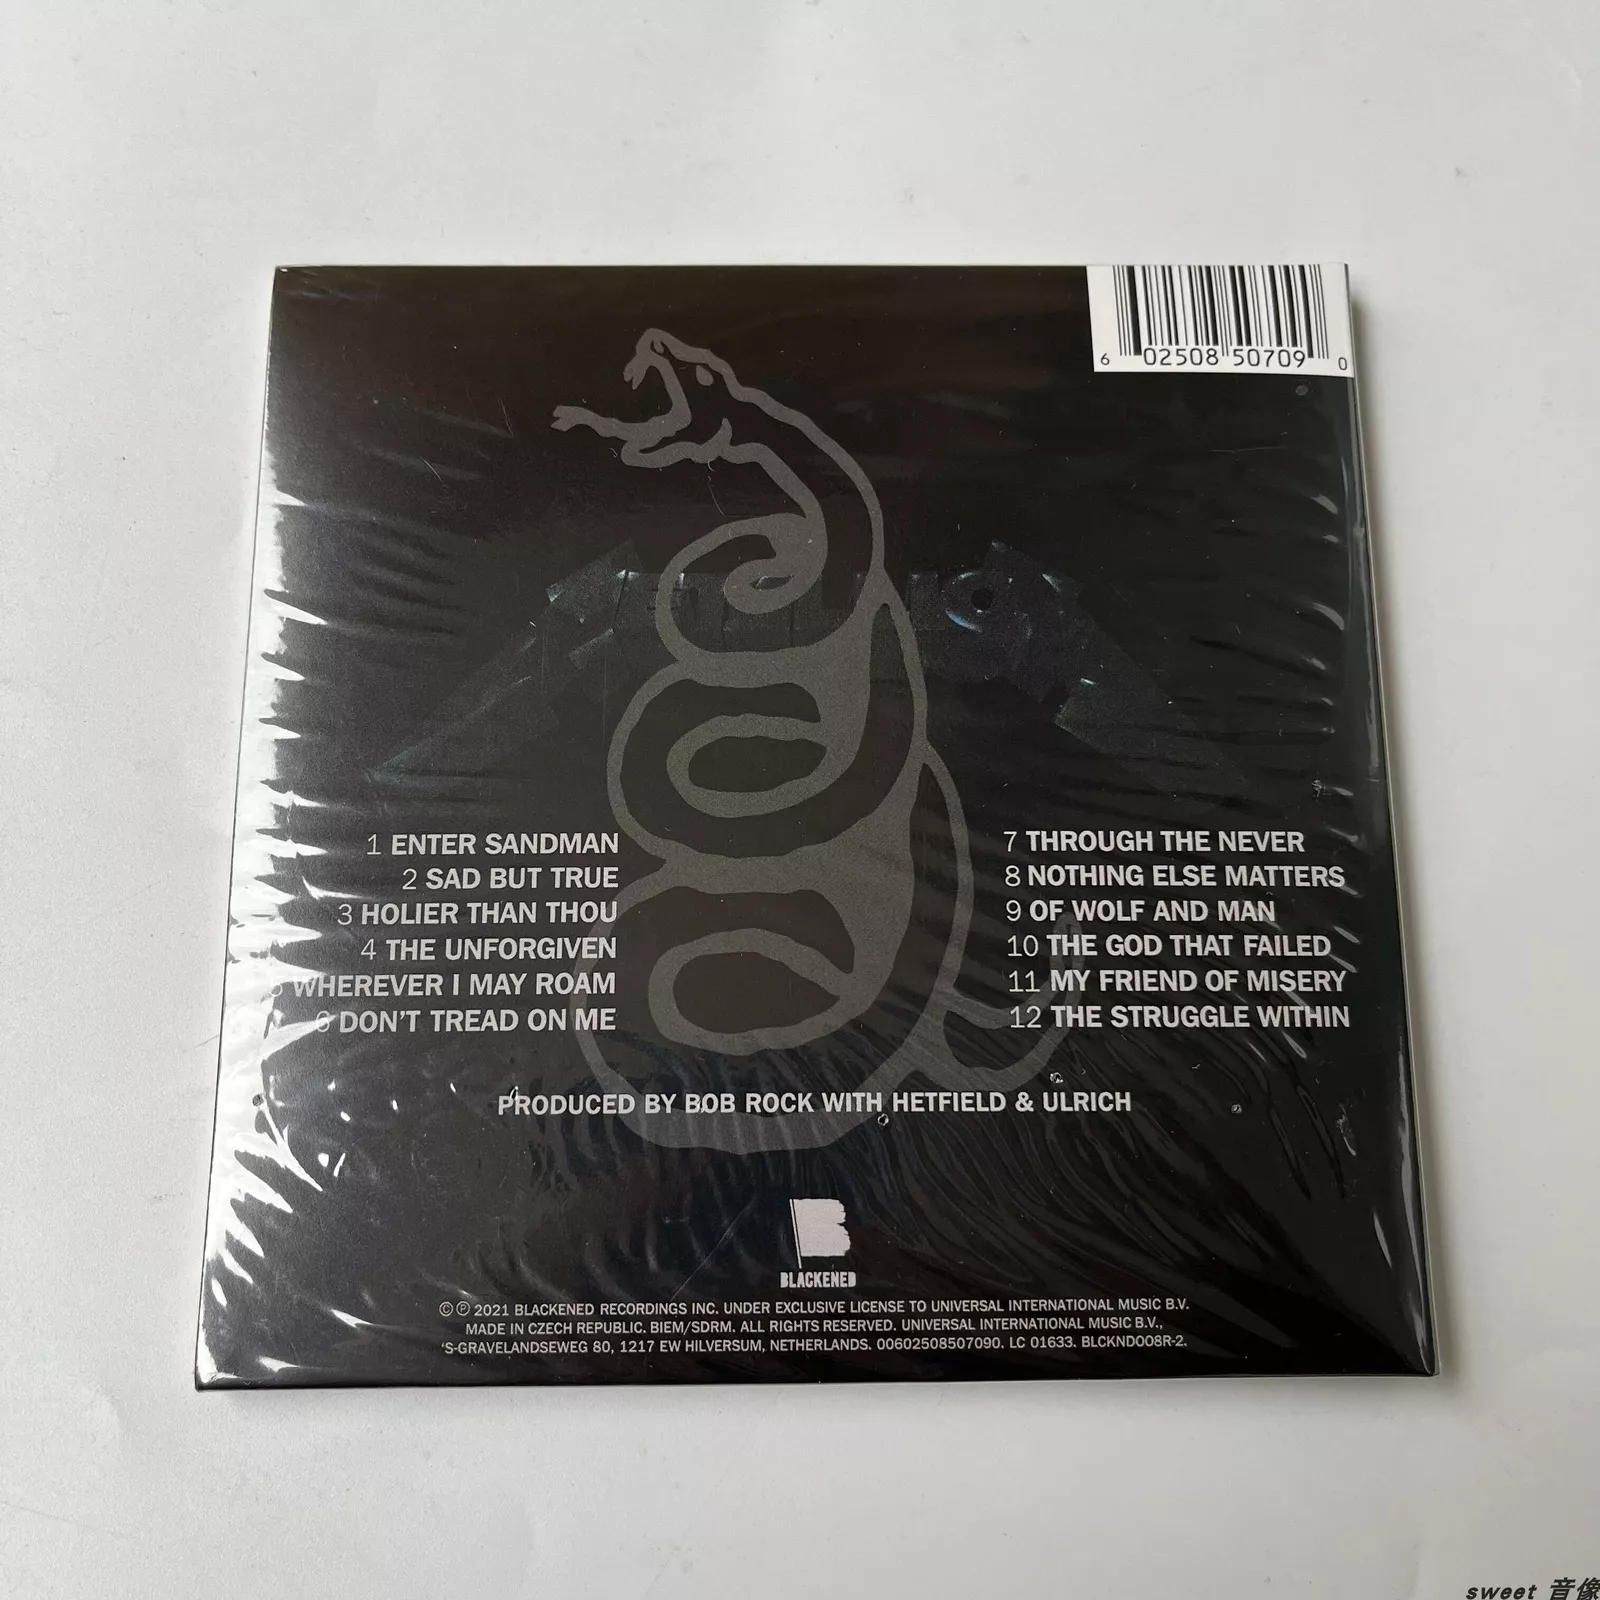 6 02508 50709 0
1 ENTER SANDMAN
2 SAD BUT TRUE
3 HOLIER THAN THOU
4 THE UNFORGIVEN
5 WHEREVER I MAY ROAM
6 DON'T TREAD ON ME
7 THROUGH THE NEVER
8 NOTHING ELSE MATTERS
9 OF WOLF AND MAN
10 THE GOD THAT FAILED
11 MY FRIEND OF MISERY
12 THE STRUGGLE WITHIN
PRODUCED BY BOB ROCK WITH HETFIELD & ULRICH
B
BLACKENED
©℗ 2021 BLACKENED RECORDINGS INC. UNDER EXCLUSIVE LICENSE TO UNIVERSAL INTERNATIONAL MUSIC B.V.
MADE IN CZECH REPUBLIC. BIEM/SDRM. ALL RIGHTS RESERVED. UNIVERSAL INTERNATIONAL MUSIC B.V.,
'S-GRAVELANDSEWEG 80, 1217 EW HILVERSUM, NETHERLANDS. 00602508507090. LC 01633. BLCKND008R-2.
sweet 音像